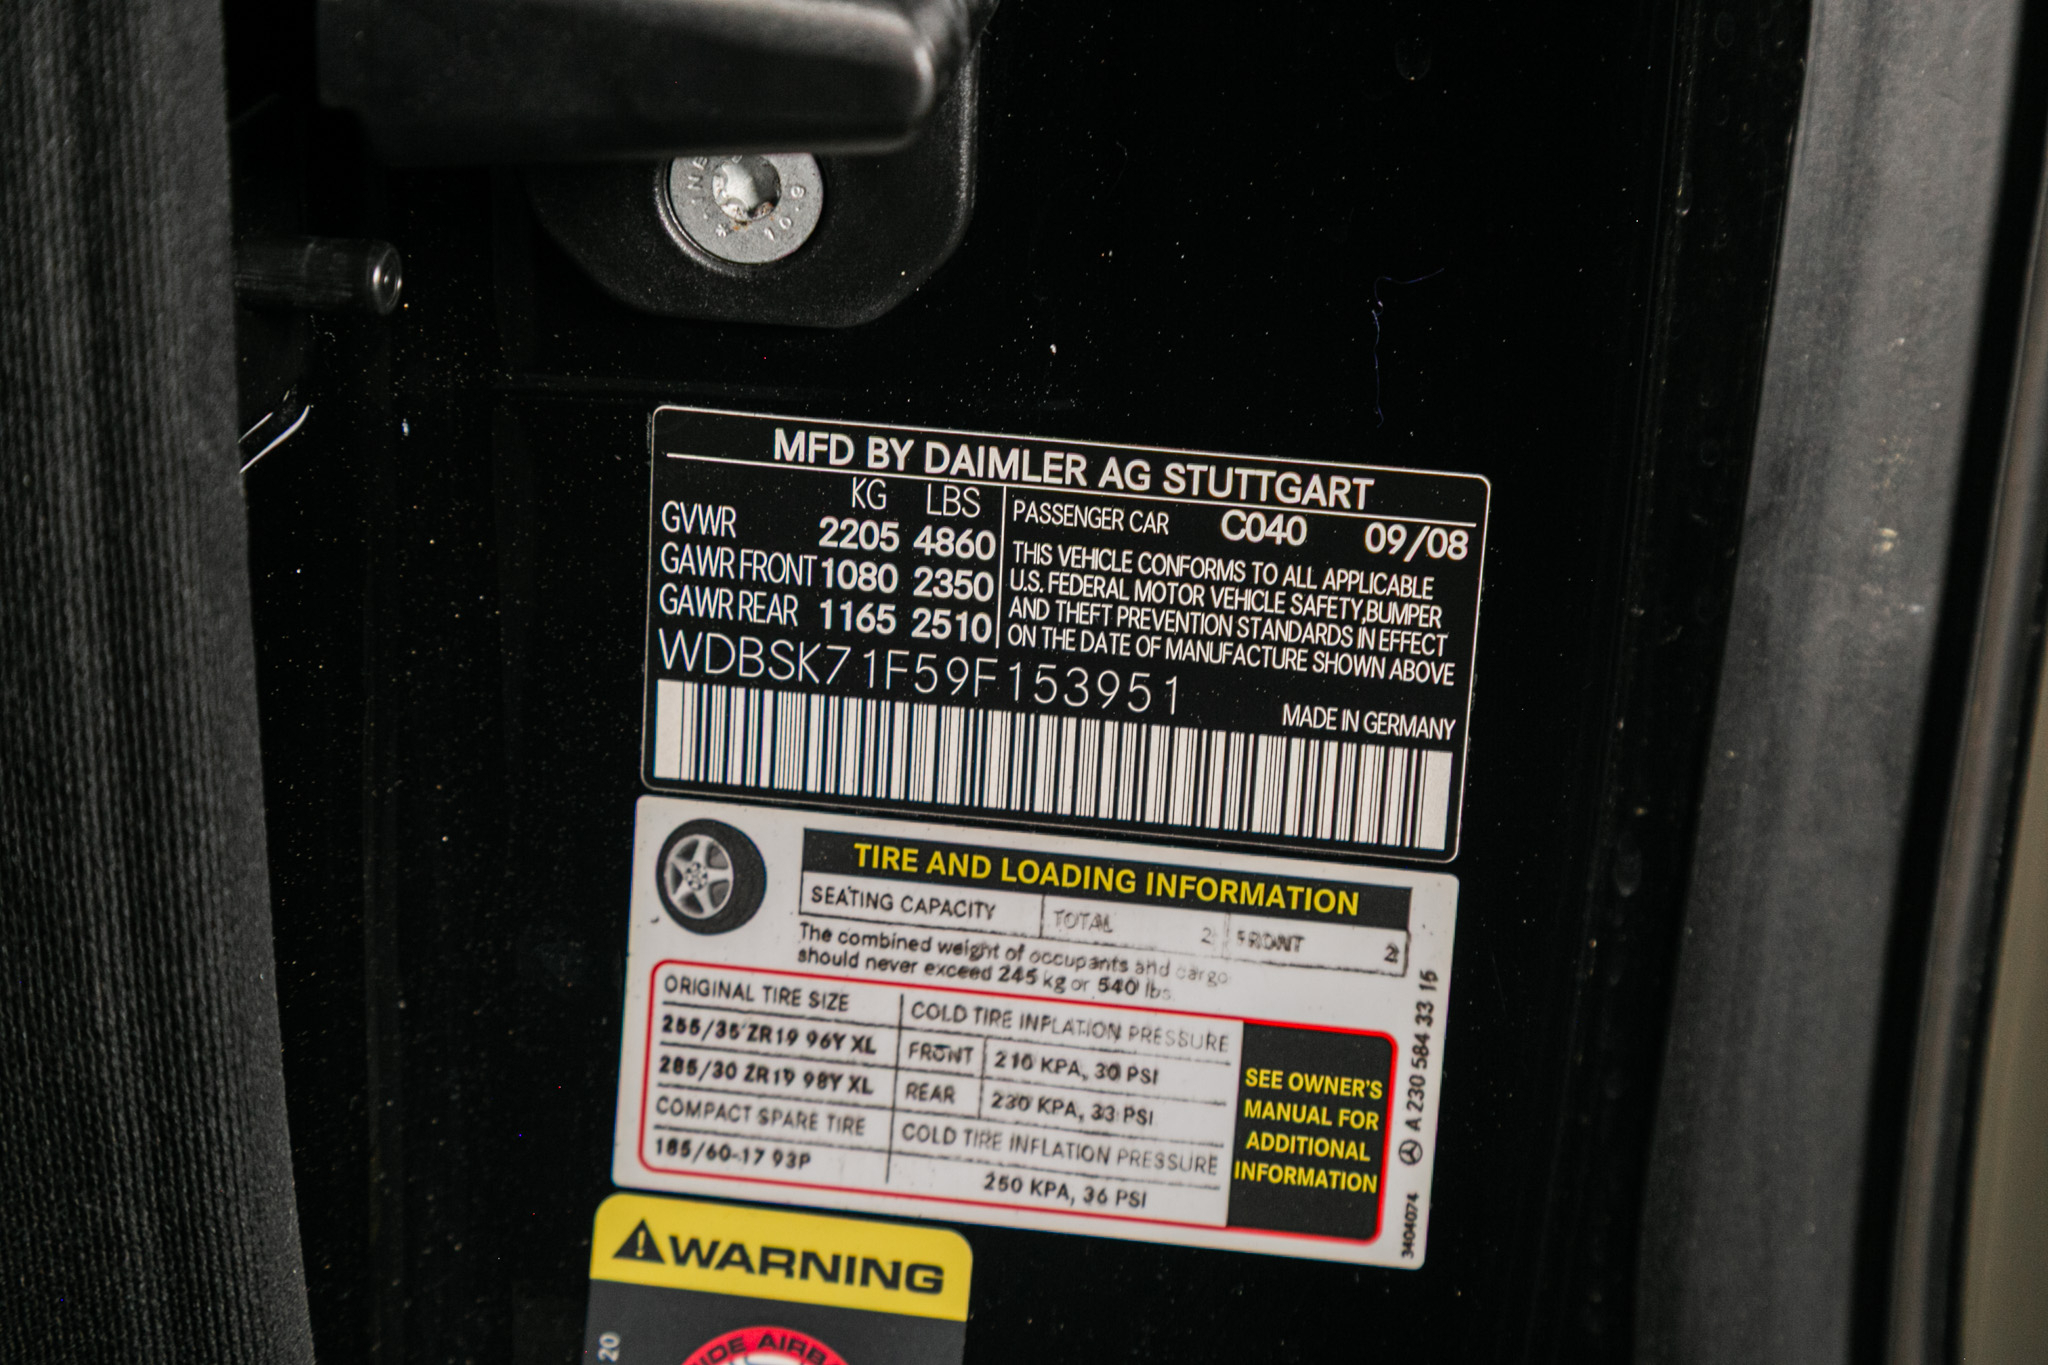 10.9
MFD BY DAIMLER AG STUTTGART
KG LBS
GVWR 2205 4860
GAWR FRONT 1080 2350
GAWR REAR 1165 2510
PASSENGER CAR C040 09/08
THIS VEHICLE CONFORMS TO ALL APPLICABLE
U.S. FEDERAL MOTOR VEHICLE SAFETY,BUMPER
AND THEFT PREVENTION STANDARDS IN EFFECT
ON THE DATE OF MANUFACTURE SHOWN ABOVE
WDBSK71F59F153951
MADE IN GERMANY
TIRE AND LOADING INFORMATION
SEATING CAPACITY TOTAL 2 FRONT 2
The combined weight of occupants and cargo
should never exceed 245 kg or 540 lbs.
ORIGINAL TIRE SIZE COLD TIRE INFLATION PRESSURE
255/35 ZR19 96Y XL FRONT 210 KPA, 30 PSI
285/30 ZR19 98Y XL REAR 230 KPA, 33 PSI
COMPACT SPARE TIRE COLD TIRE INFLATION PRESSURE
185/60-17 93P 250 KPA, 36 PSI
SEE OWNER'S
MANUAL FOR
ADDITIONAL
INFORMATION
A 230 584 33 15
3404074
WARNING
20